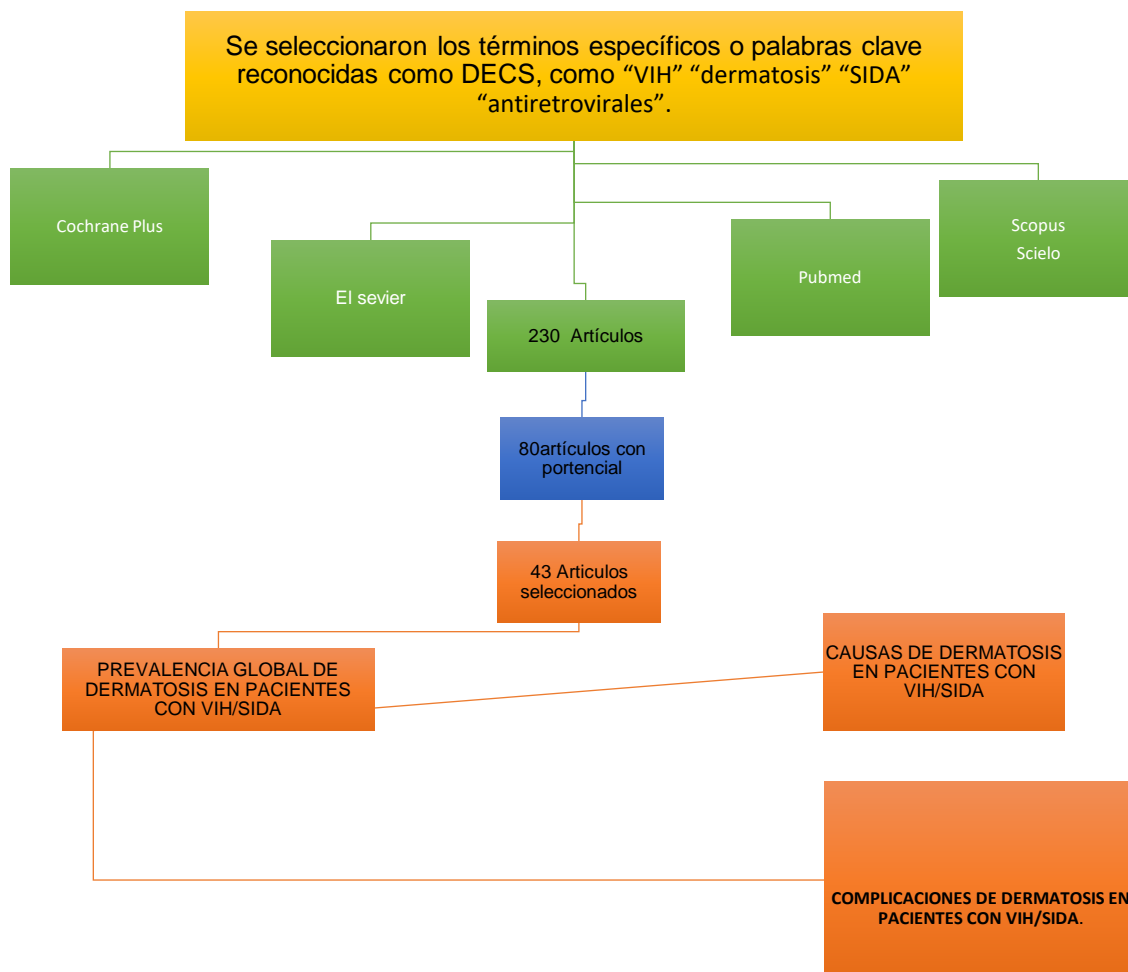 Se seleccionaron los términos específicos o palabras clave
reconocidas como DECS, como “VIH” “dermatosis” “SIDA”
“antiretrovirales”.
Cochrane Plus
El sevier
Pubmed
Scopus
Scielo
230 Artículos
80artículos con
portencial
43 Articulos
seleccionados
PREVALENCIA GLOBAL DE
DERMATOSIS EN PACIENTES
CON VIH/SIDA
CAUSAS DE DERMATOSIS
EN PACIENTES CON
VIH/SIDA
COMPLICACIONES DE DERMATOSIS EN
PACIENTES CON VIH/SIDA.